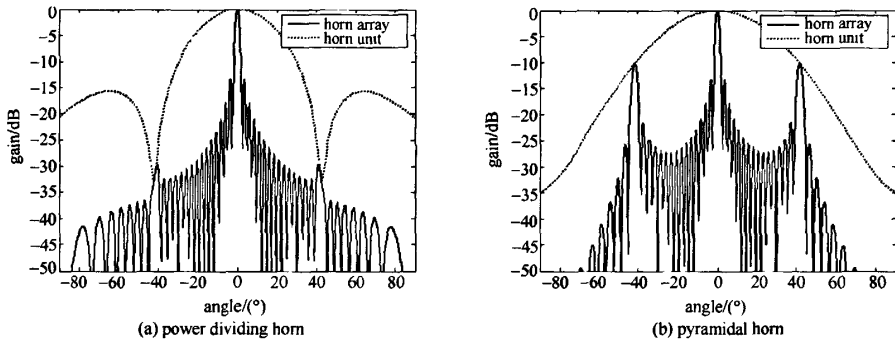 0
−5
−10
−15
−20
−25
−30
−35
−40
−45
−50
gain/dB
horn array
horn unit
−80 −60 −40 −20 0 20 40 60 80
angle/(°)
(a) power dividing horn
0
−5
−10
−15
−20
−25
−30
−35
−40
−45
−50
gain/dB
horn array
horn unit
−80 −60 −40 −20 0 20 40 60 80
angle/(°)
(b) pyramidal horn